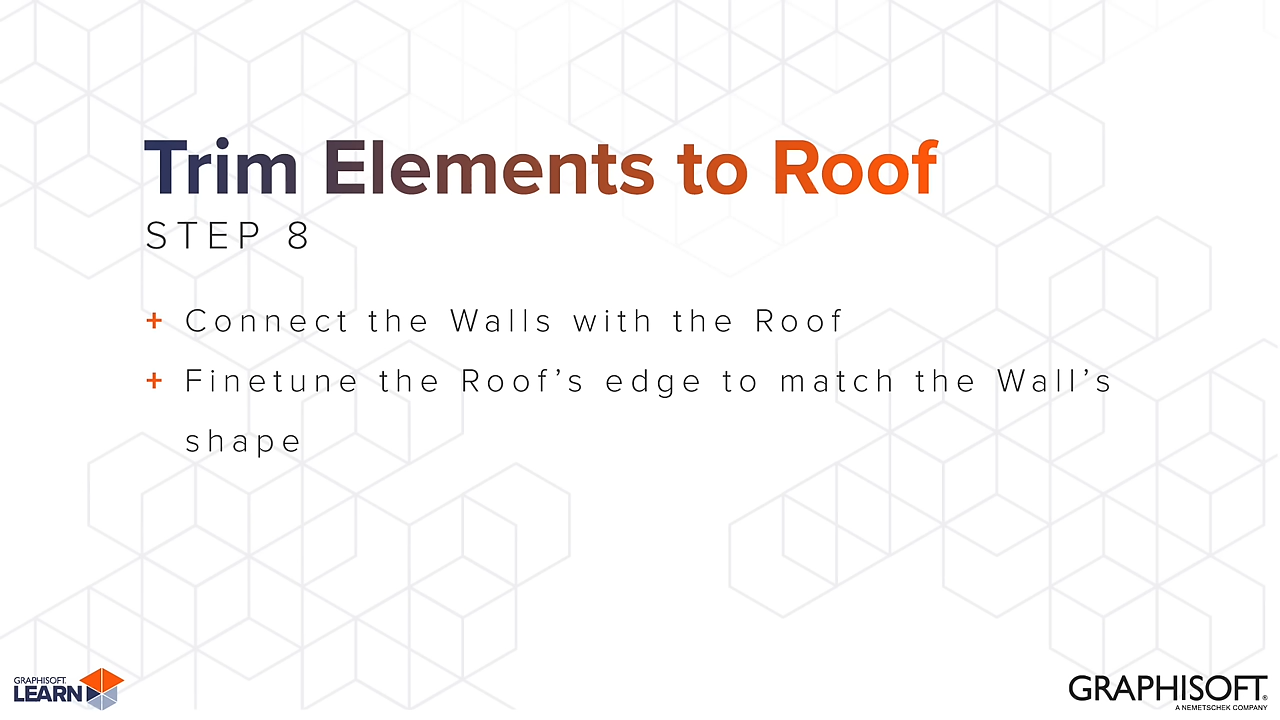 Trim Elements to Roof
STEP 8
+ Connect the Walls with the Roof
+ Finetune the Roof’s edge to match the Wall’s
shape
GRAPHISOFT.
LEARN
GRAPHISOFT®
A NEMETSCHEK COMPANY